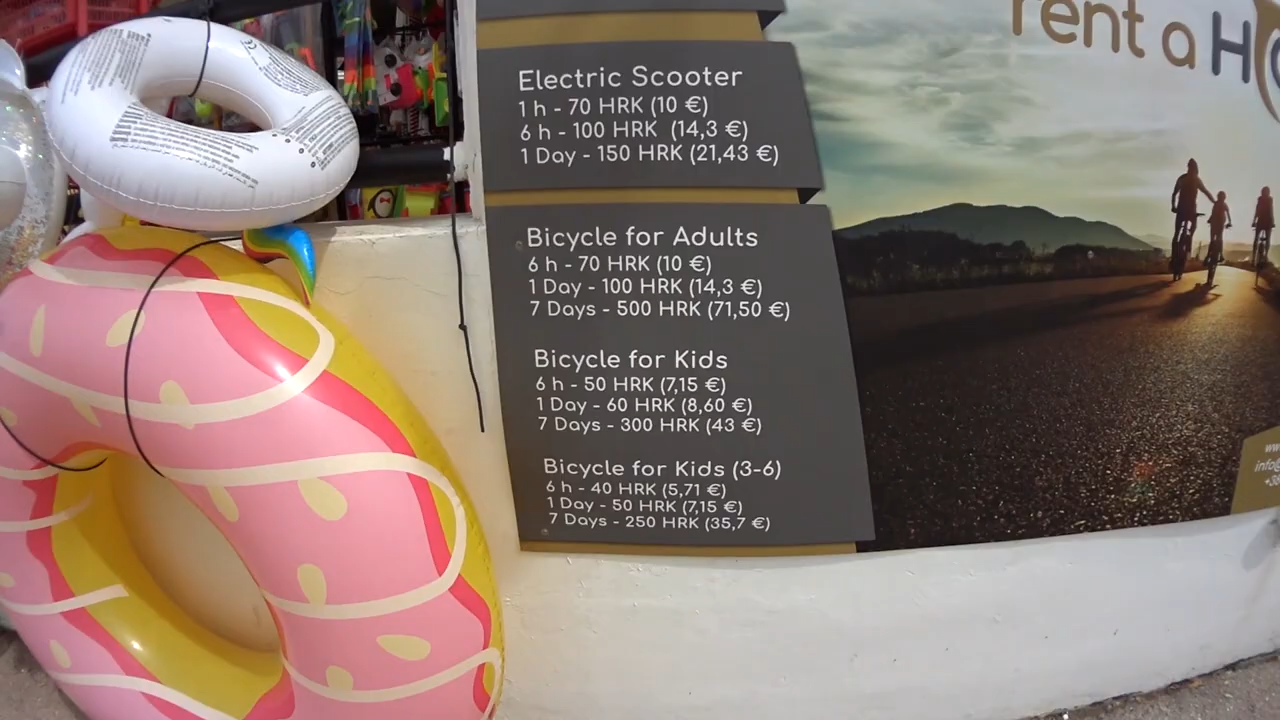 rent a H
Electric Scooter
1 h - 70 HRK (10 €)
6 h - 100 HRK (14,3 €)
1 Day - 150 HRK (21,43 €)
Bicycle for Adults
6 h - 70 HRK (10 €)
1 Day - 100 HRK (14,3 €)
7 Days - 500 HRK (71,50 €)
Bicycle for Kids
6 h - 50 HRK (7,15 €)
1 Day - 60 HRK (8,60 €)
7 Days - 300 HRK (43 €)
Bicycle for Kids (3-6)
6 h - 40 HRK (5,71 €)
1 Day - 50 HRK (7,15 €)
7 Days - 250 HRK (35,7 €)